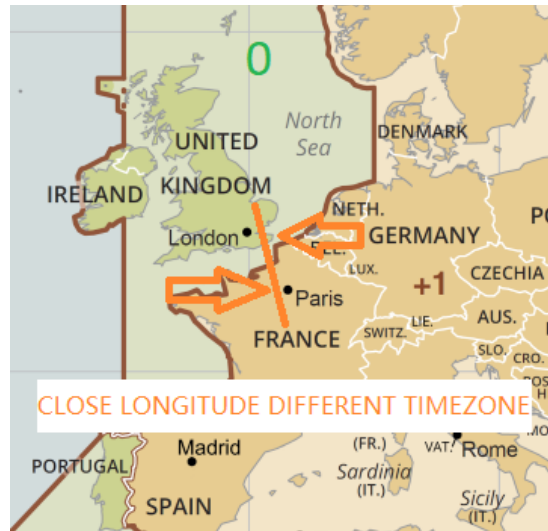 0
North
Sea
DENMARK
UNITED
KINGDOM
IRELAND
NETH.
London
GERMANY
BEL.
LUX.
Paris
+1
CZECHIA
FRANCE
SWITZ.
LIE.
AUS.
SLO.
CRO.
CLOSE LONGITUDE DIFFERENT TIMEZONE
Madrid
(FR.)
VAT.
Rome
PORTUGAL
Sardinia
(IT.)
SPAIN
Sicily
(IT.)